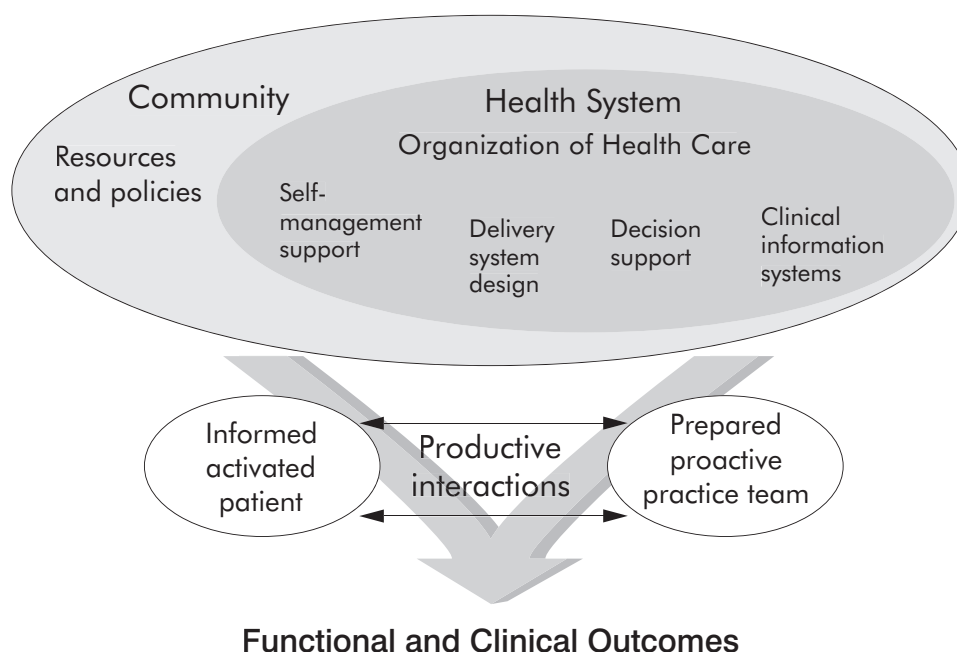 Community
Resources
and policies
Health System
Organization of Health Care
Self-
management
support
Delivery
system
design
Decision
support
Clinical
information
systems
Informed
activated
patient
Productive
interactions
Prepared
proactive
practice team
Functional and Clinical Outcomes